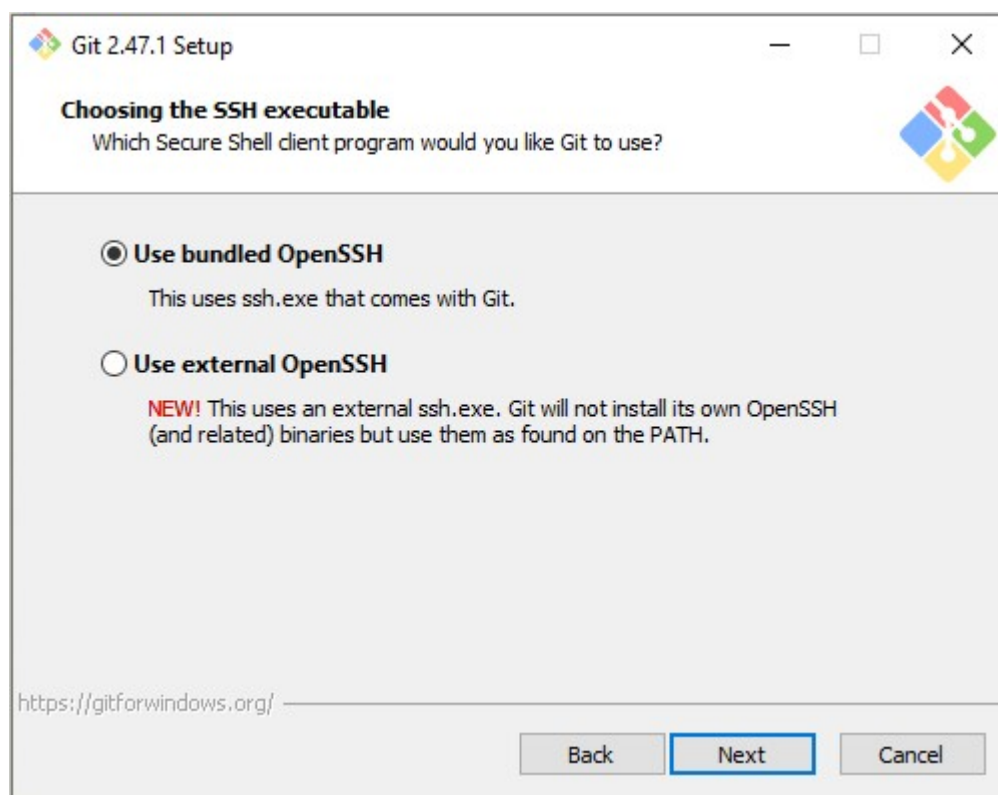 Git 2.47.1 Setup
Choosing the SSH executable
Which Secure Shell client program would you like Git to use?
Use bundled OpenSSH
This uses ssh.exe that comes with Git.
Use external OpenSSH
NEW! This uses an external ssh.exe. Git will not install its own OpenSSH
(and related) binaries but use them as found on the PATH.
https://gitforwindows.org/
Back Next Cancel